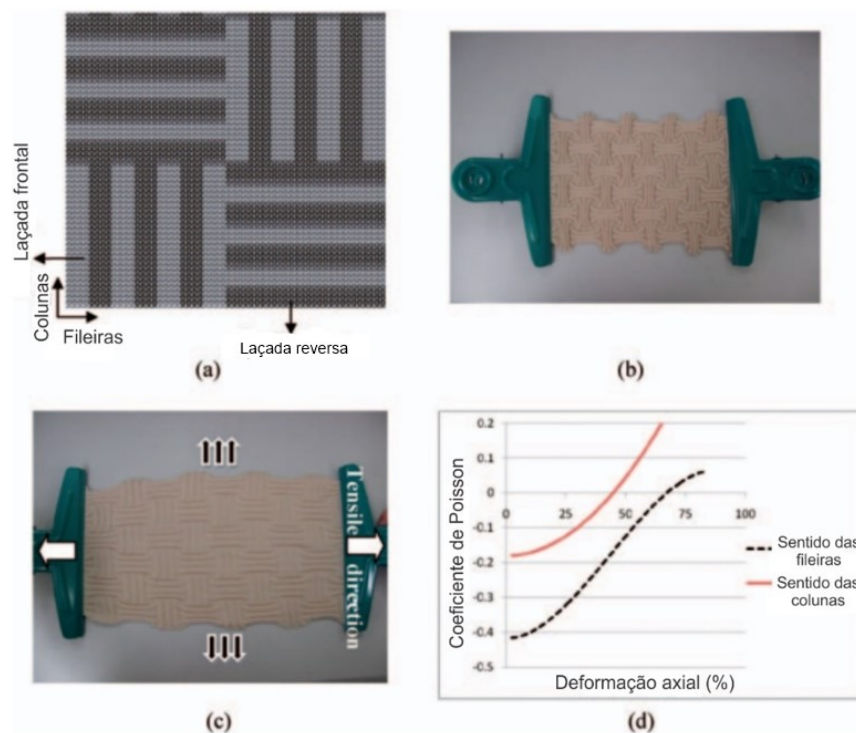 Laçada frontal
Colunas
Fileiras
Laçada reversa
(a)
(b)
Tensile direction
(c)
0.2
0.1
0
-0.1
-0.2
-0.3
-0.4
-0.5
0
25
50
75
100
Coeficiente de Poisson
Deformação axial (%)
Sentido das
fileiras
Sentido das
colunas
(d)